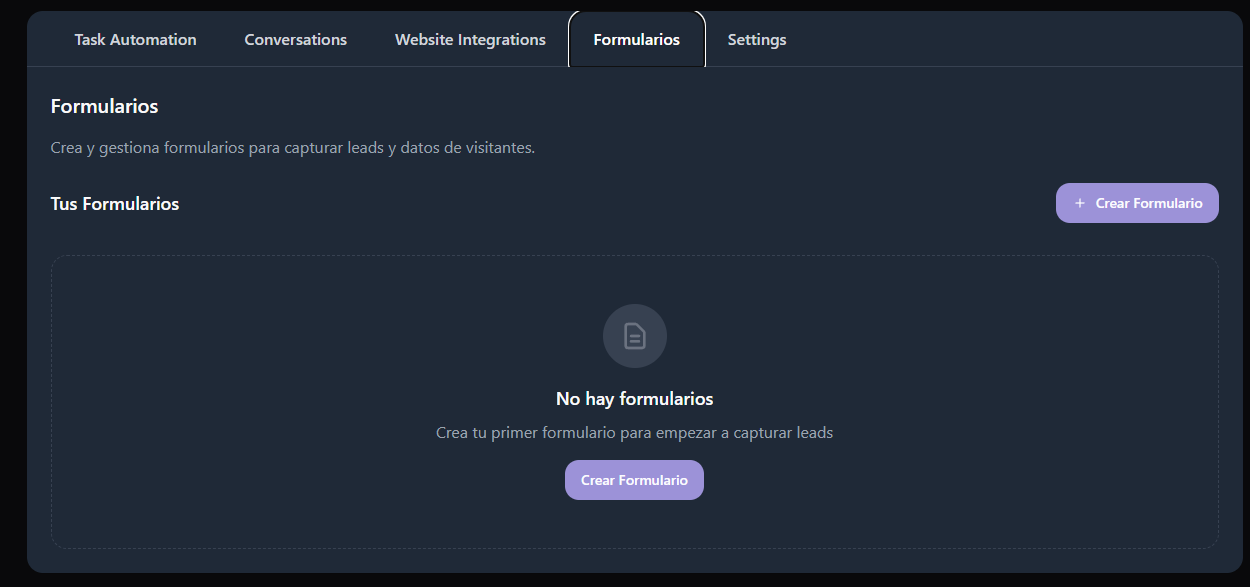 Task Automation Conversations Website Integrations Formularios Settings
Formularios
Crea y gestiona formularios para capturar leads y datos de visitantes.
Tus Formularios
+ Crear Formulario
No hay formularios
Crea tu primer formulario para empezar a capturar leads
Crear Formulario